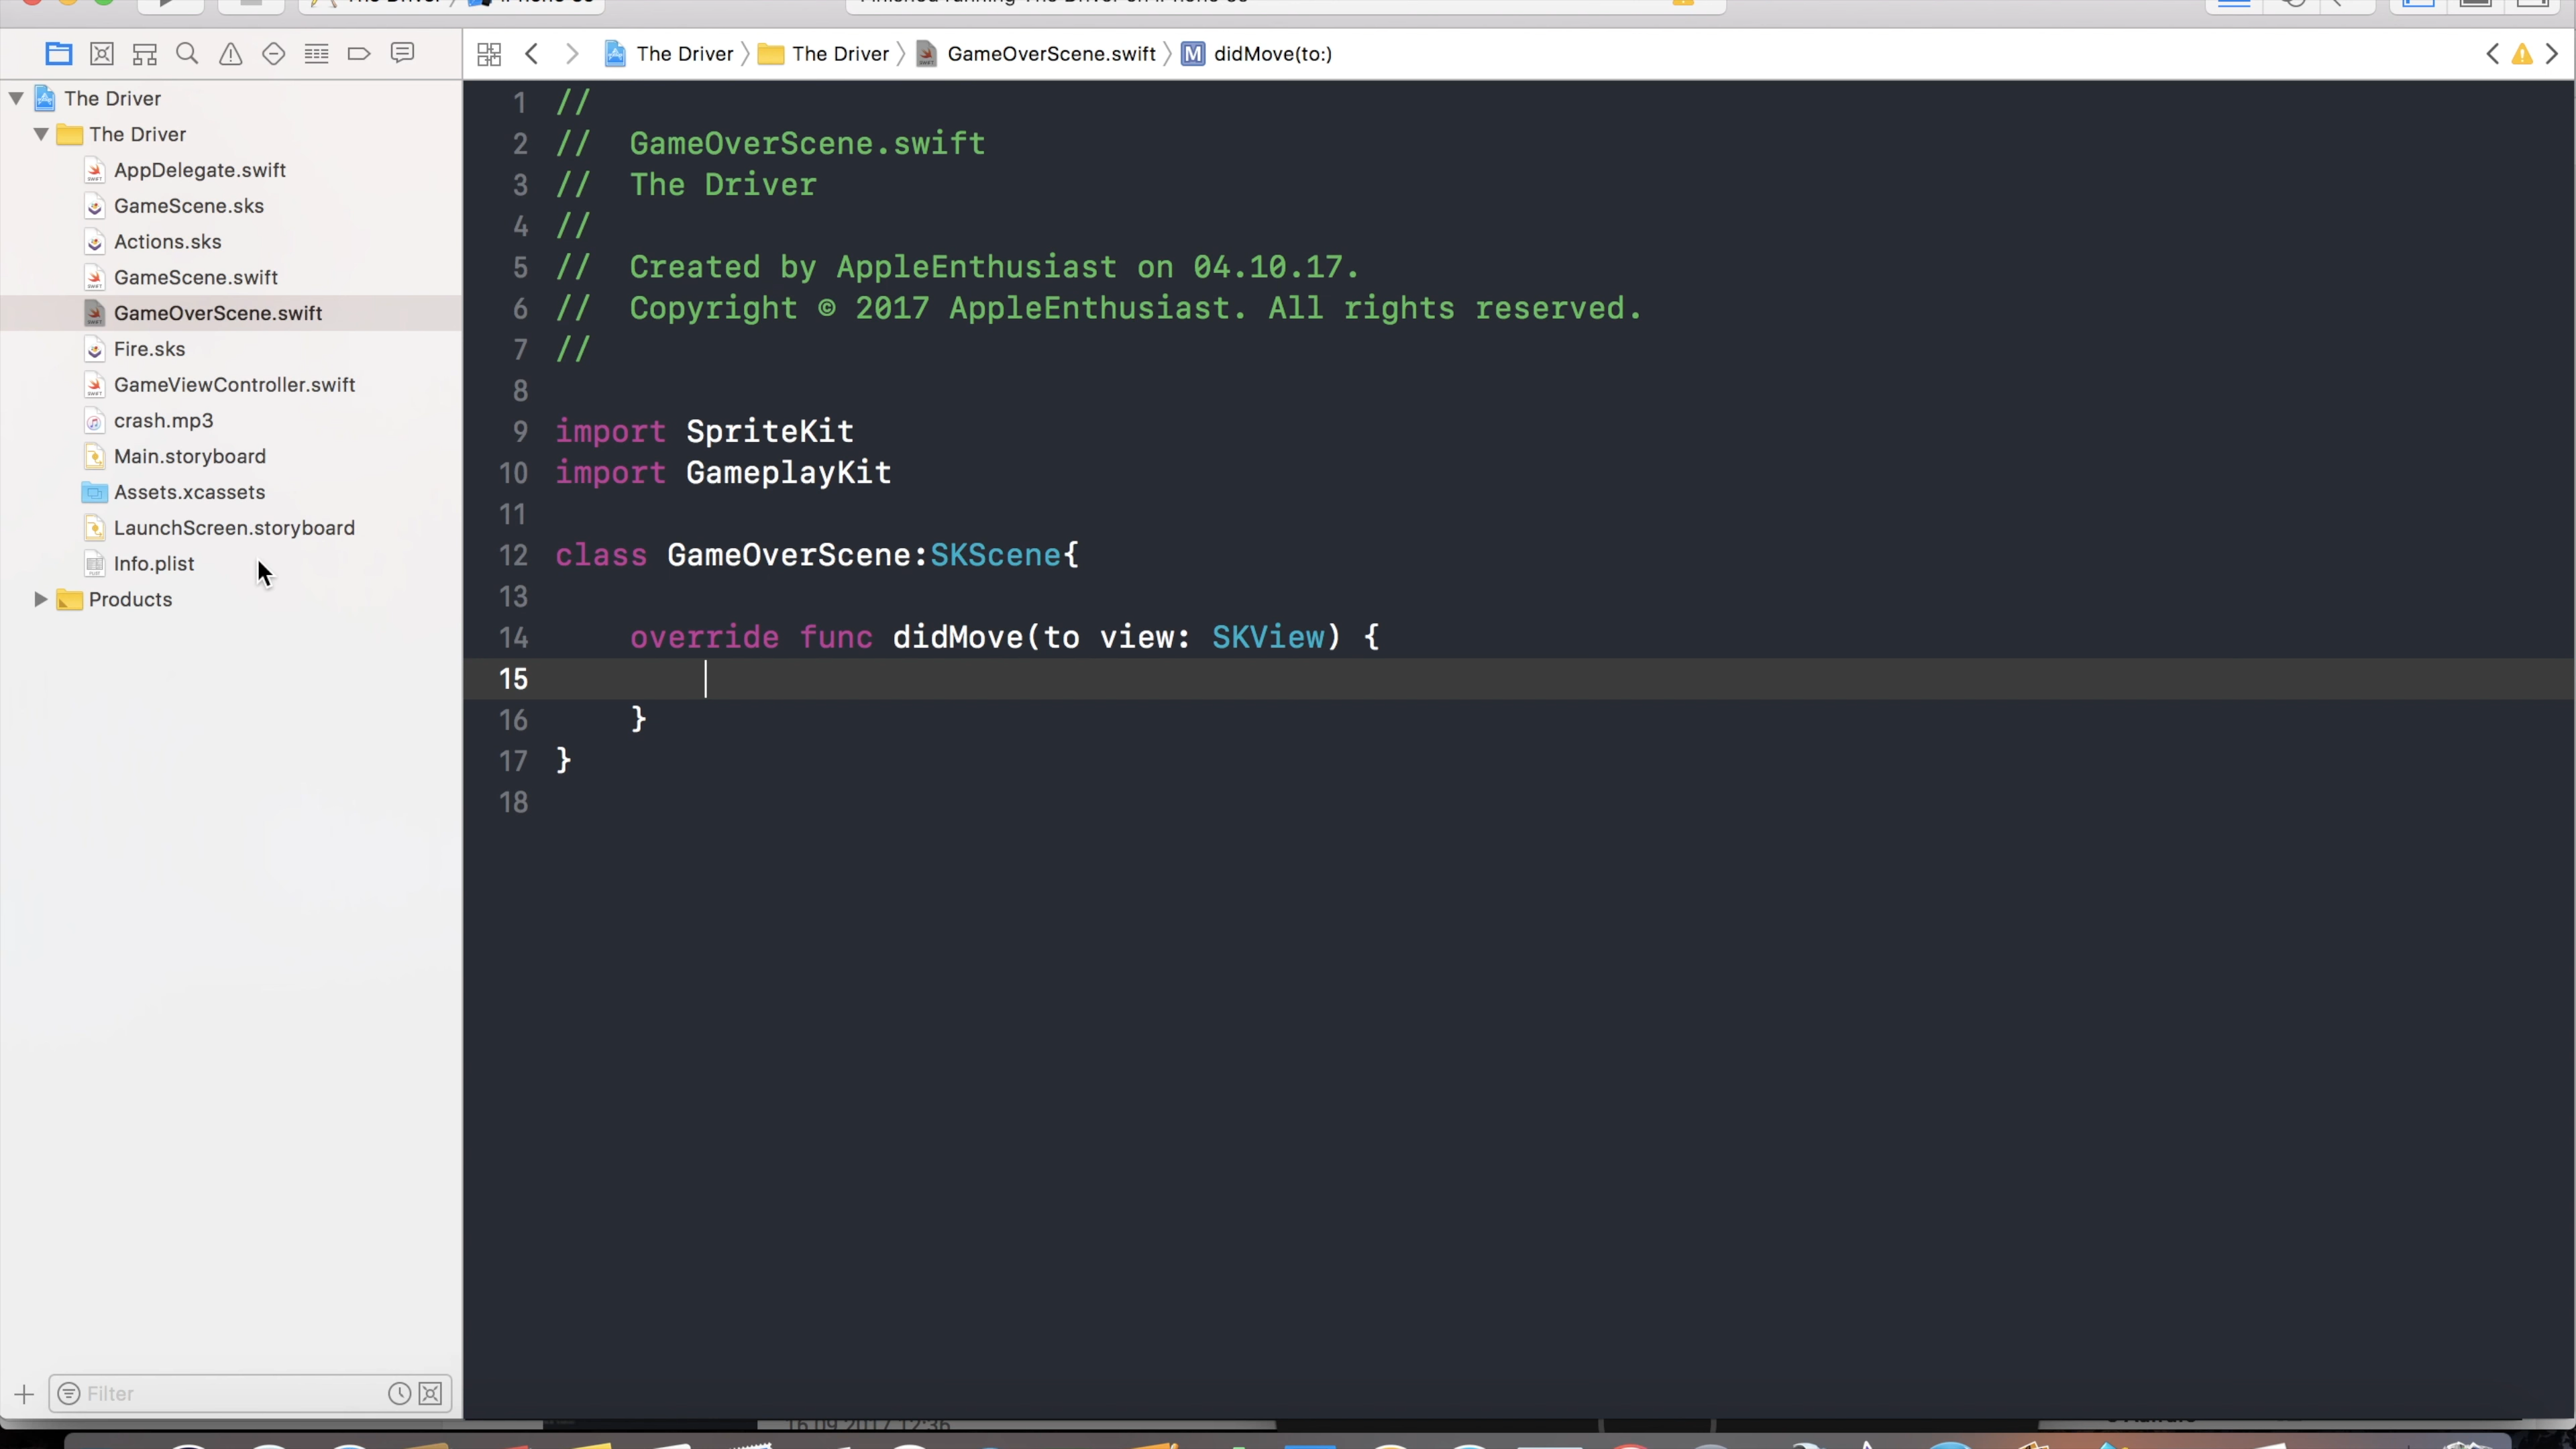 The Driver
The Driver
The Driver
GameOverScene.swift
didMove(to:)
The Driver
The Driver
AppDelegate.swift
GameScene.sks
Actions.sks
GameScene.swift
GameOverScene.swift
Fire.sks
GameViewController.swift
crash.mp3
Main.storyboard
Assets.xcassets
LaunchScreen.storyboard
Info.plist
Products
Filter
1 //
2 //  GameOverScene.swift
3 //  The Driver
4 //
5 //  Created by AppleEnthusiast on 04.10.17.
6 //  Copyright © 2017 AppleEnthusiast. All rights reserved.
7 //
8
9 import SpriteKit
10 import GameplayKit
11
12 class GameOverScene:SKScene{
13
14     override func didMove(to view: SKView) {
15
16     }
17 }
18